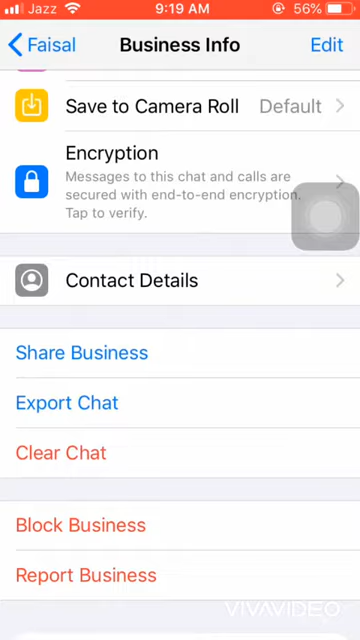 Jazz 9:19 AM 56%
Faisal Business Info Edit
Save to Camera Roll Default
Encryption
Messages to this chat and calls are
secured with end-to-end encryption.
Tap to verify.
Contact Details
Share Business
Export Chat
Clear Chat
Block Business
Report Business
VIVAVIDEO